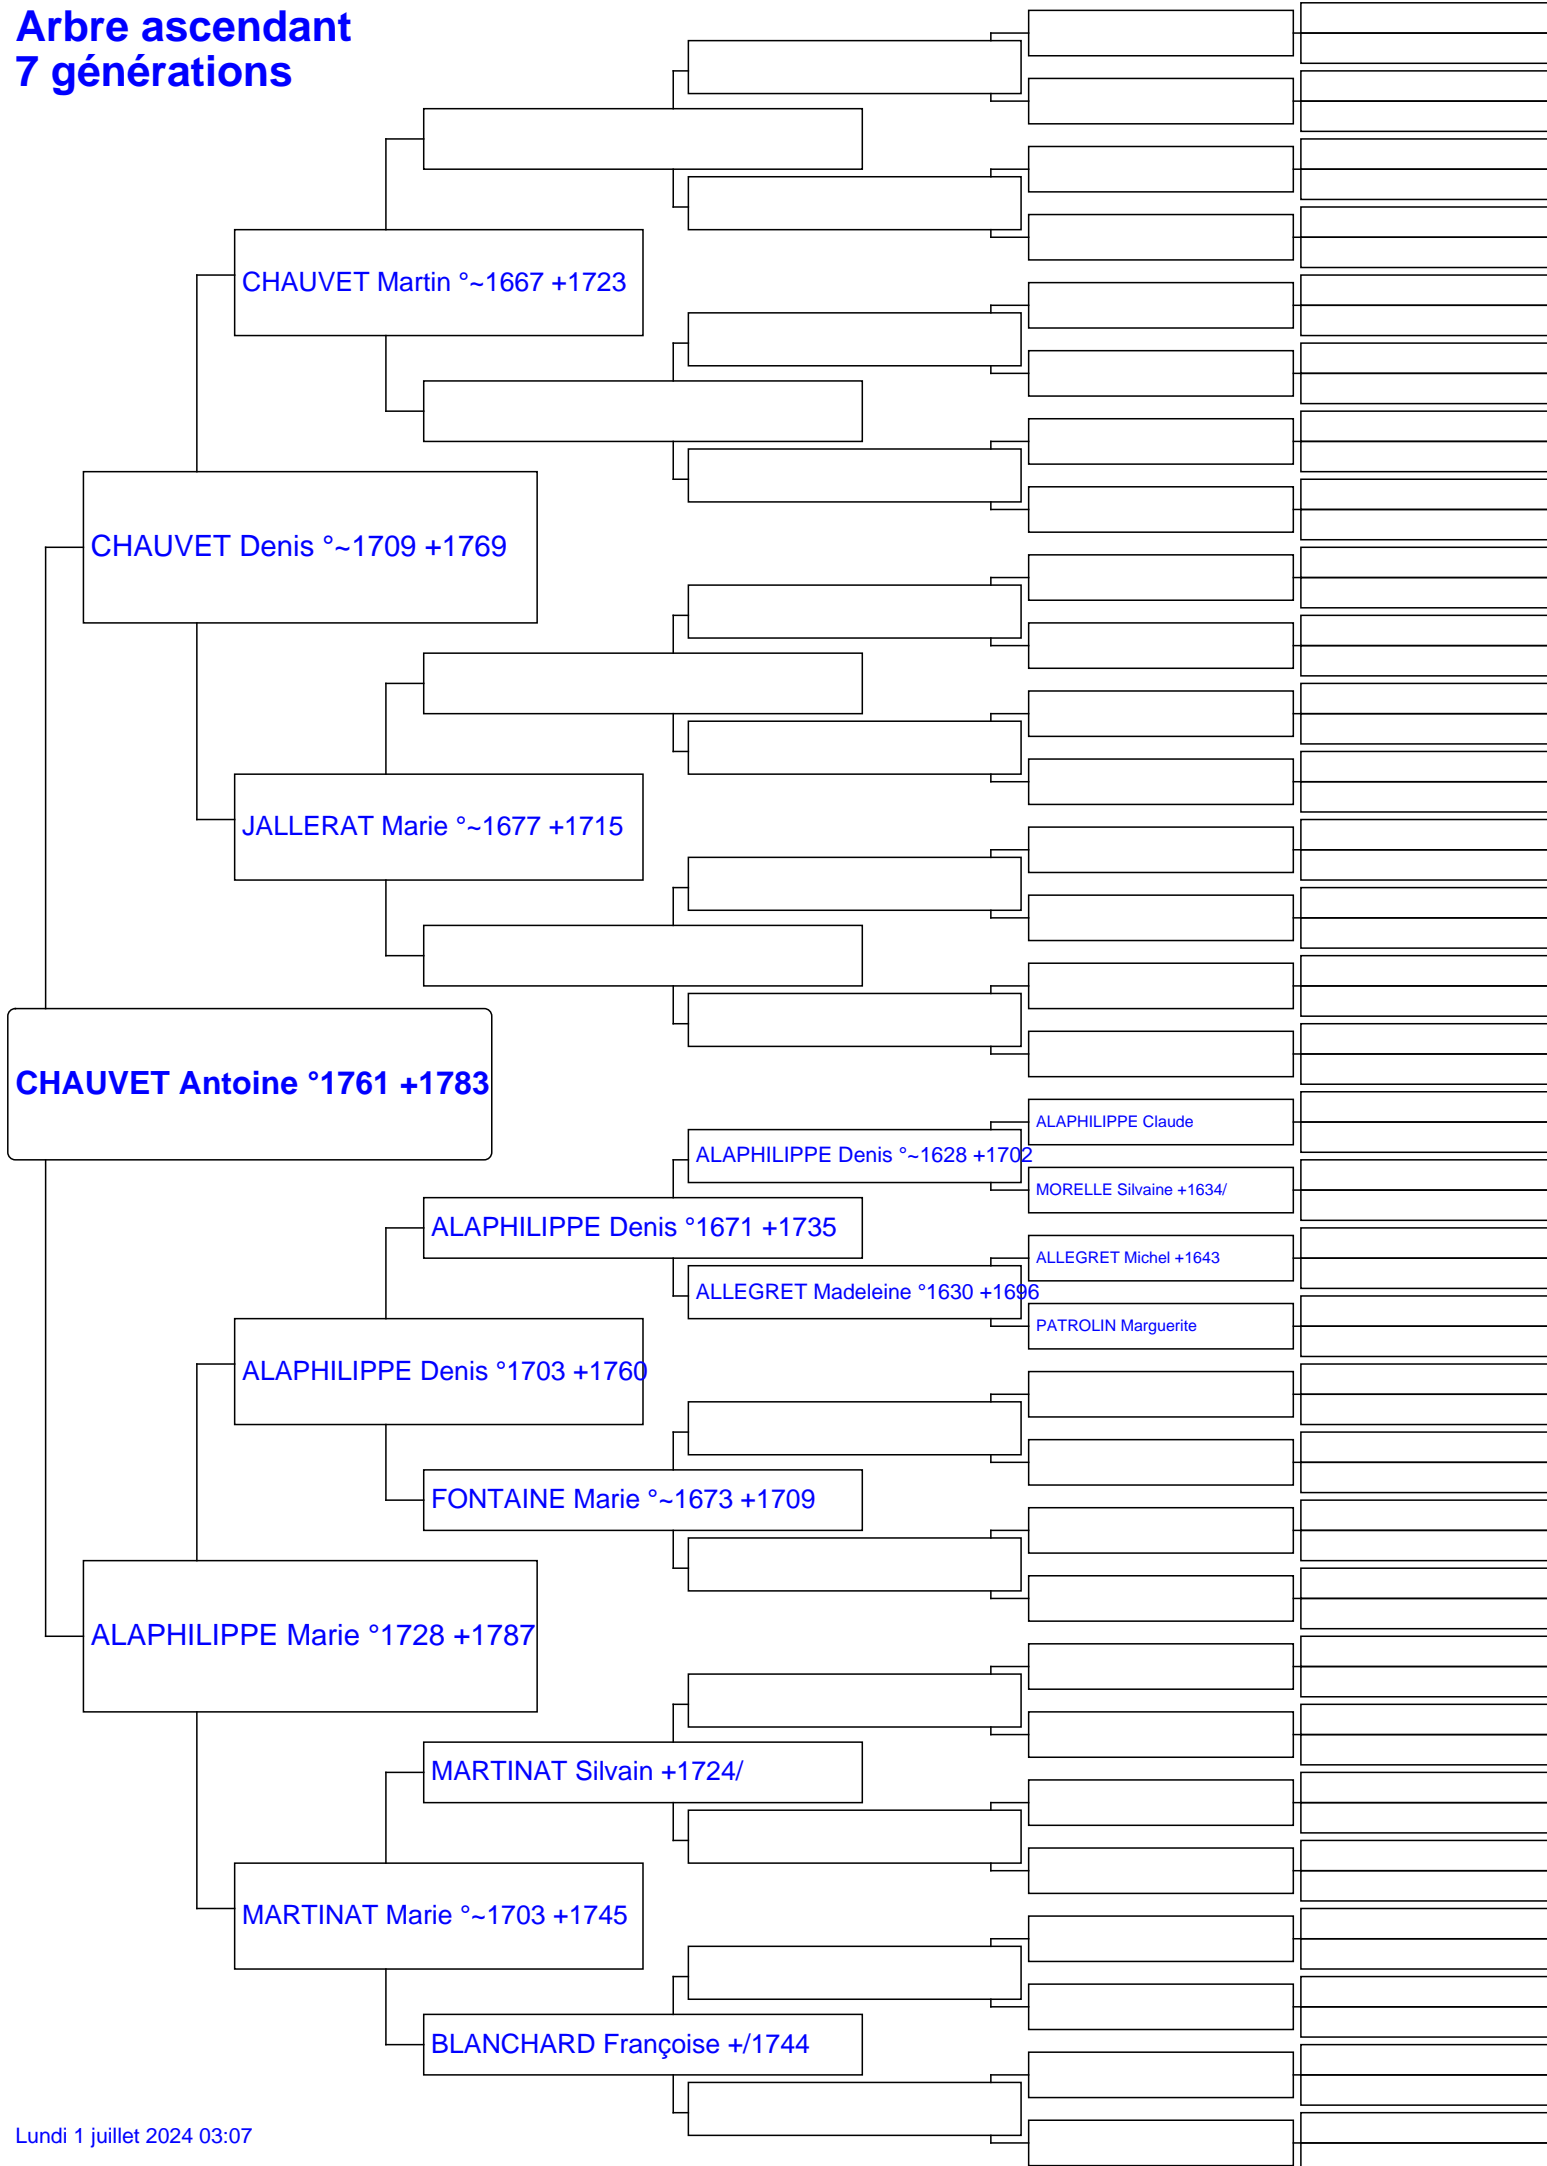 Arbre ascendant
7 générations
CHAUVET Martin °~1667 +1723
CHAUVET Denis °~1709 +1769
JALLERAT Marie °~1677 +1715
CHAUVET Antoine °1761 +1783
ALAPHILIPPE Claude
ALAPHILIPPE Denis °~1628 +1702
MORELLE Silvaine +1634/
ALAPHILIPPE Denis °1671 +1735
ALLEGRET Michel +1643
ALLEGRET Madeleine °1630 +1696
PATROLIN Marguerite
ALAPHILIPPE Denis °1703 +1760
FONTAINE Marie °~1673 +1709
ALAPHILIPPE Marie °1728 +1787
MARTINAT Silvain +1724/
MARTINAT Marie °~1703 +1745
BLANCHARD Françoise +/1744
Lundi 1 juillet 2024 03:07